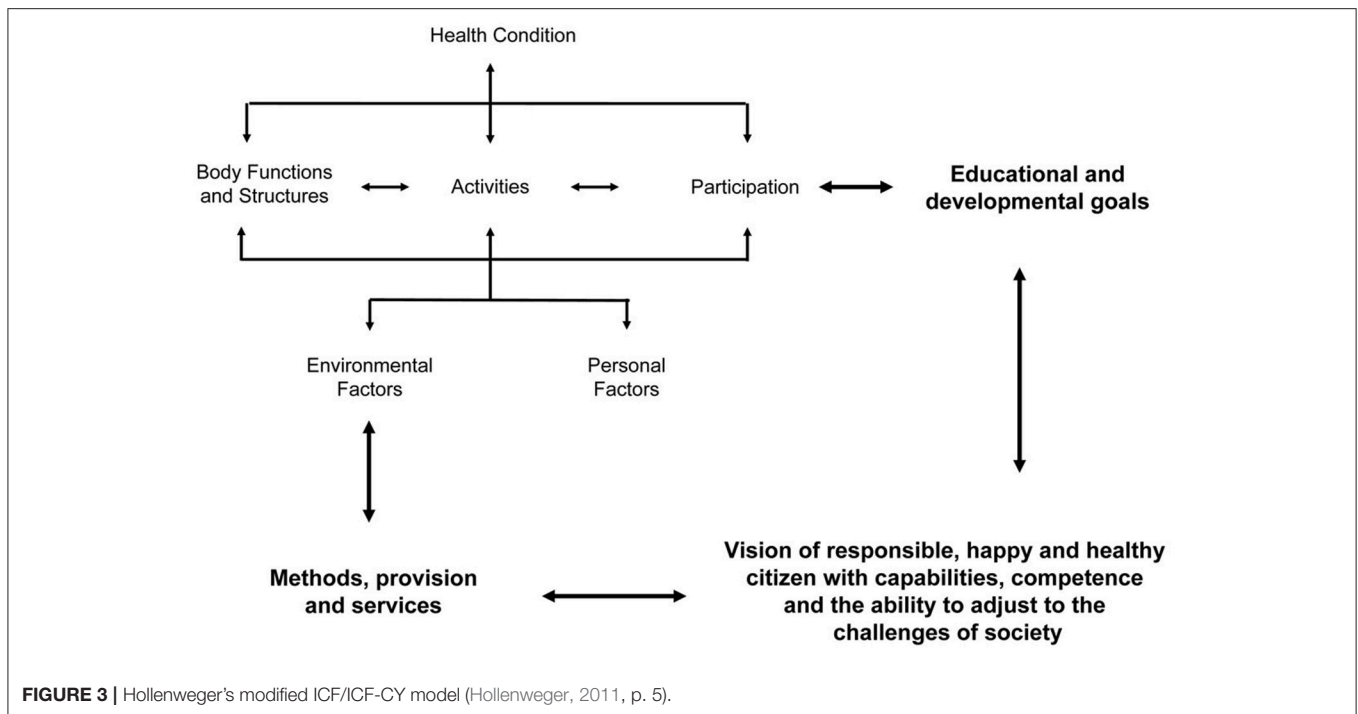 Health Condition
Body Functions
and Structures
Activities
Participation
Educational and
developmental goals
Environmental
Factors
Personal
Factors
Methods, provision
and services
Vision of responsible, happy and healthy
citizen with capabilities, competence
and the ability to adjust to the
challenges of society
FIGURE 3 | Hollenweger's modified ICF/ICF-CY model (Hollenweger, 2011, p. 5).